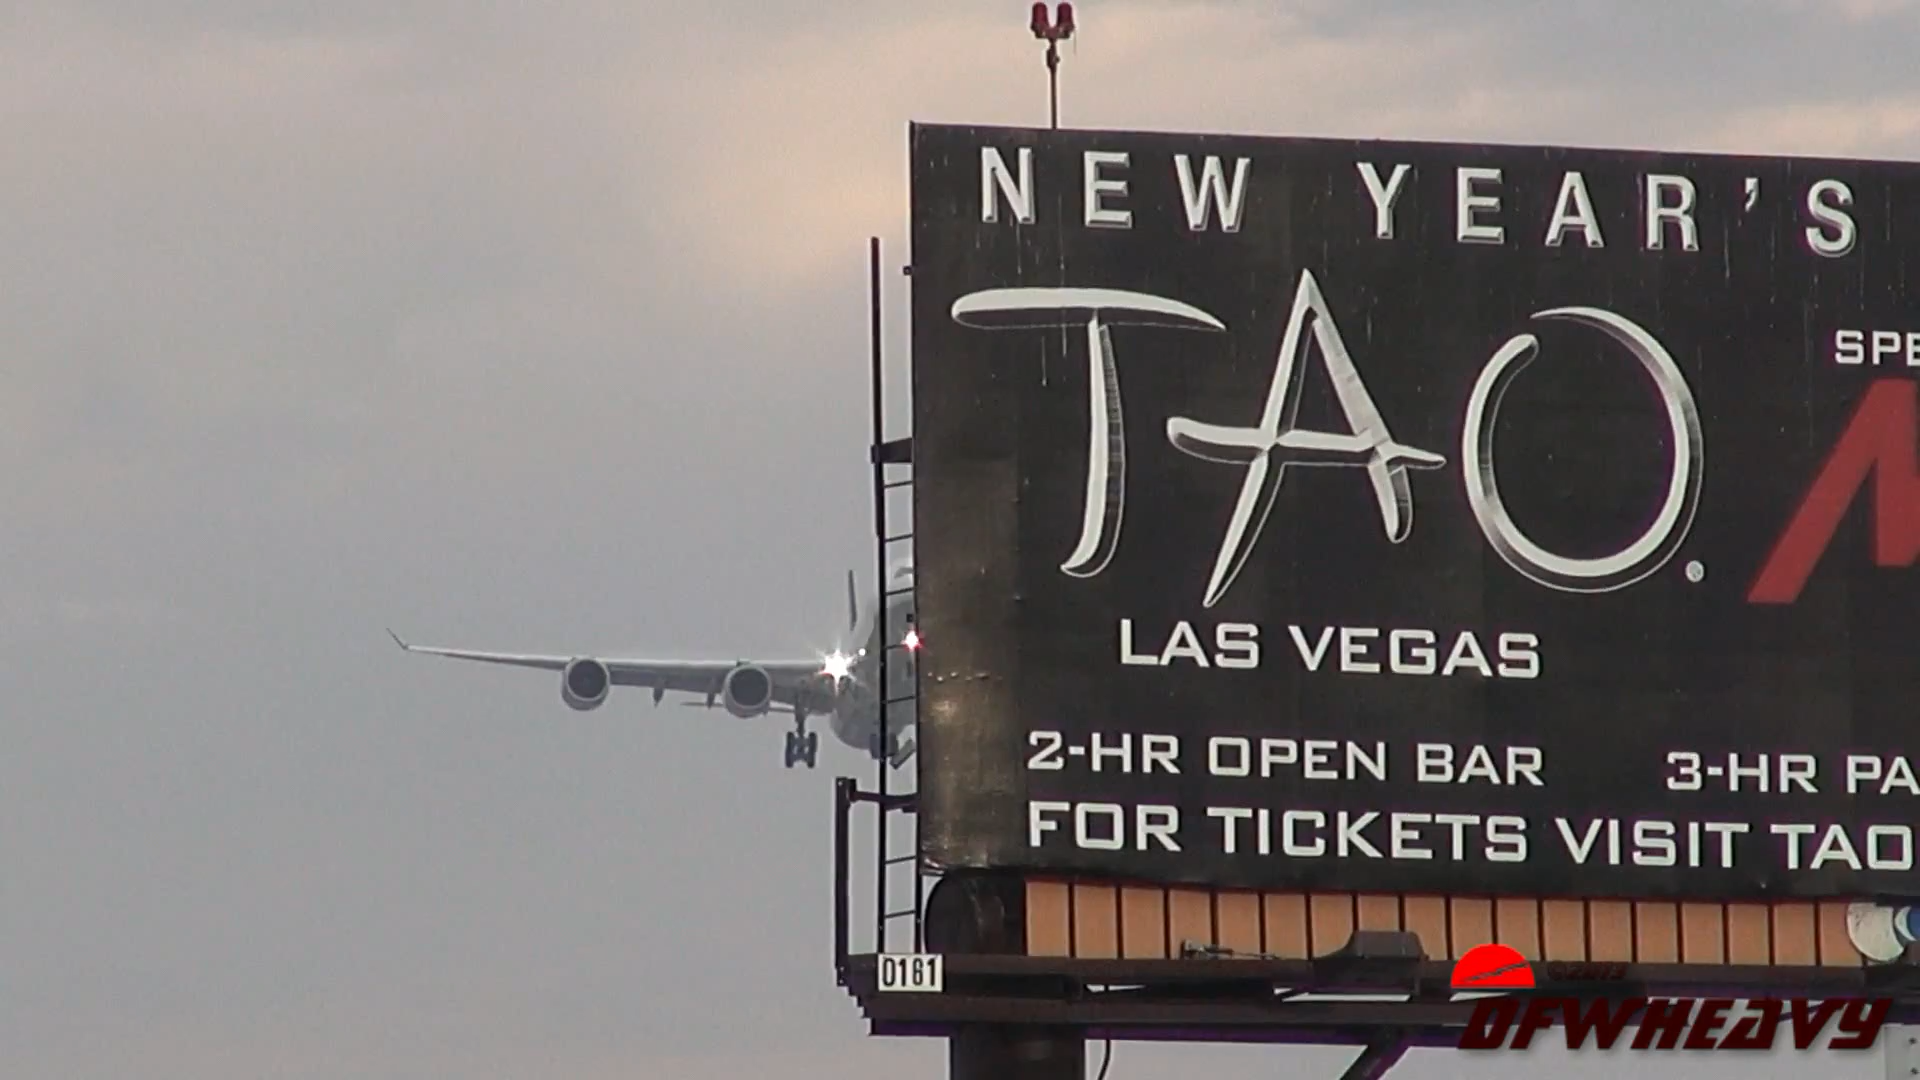 NEW YEAR'S
TAO.
SPE
LAS VEGAS
2-HR OPEN BAR 3-HR PA
FOR TICKETS VISIT TAO
0161
©2013
DFWHEAVY